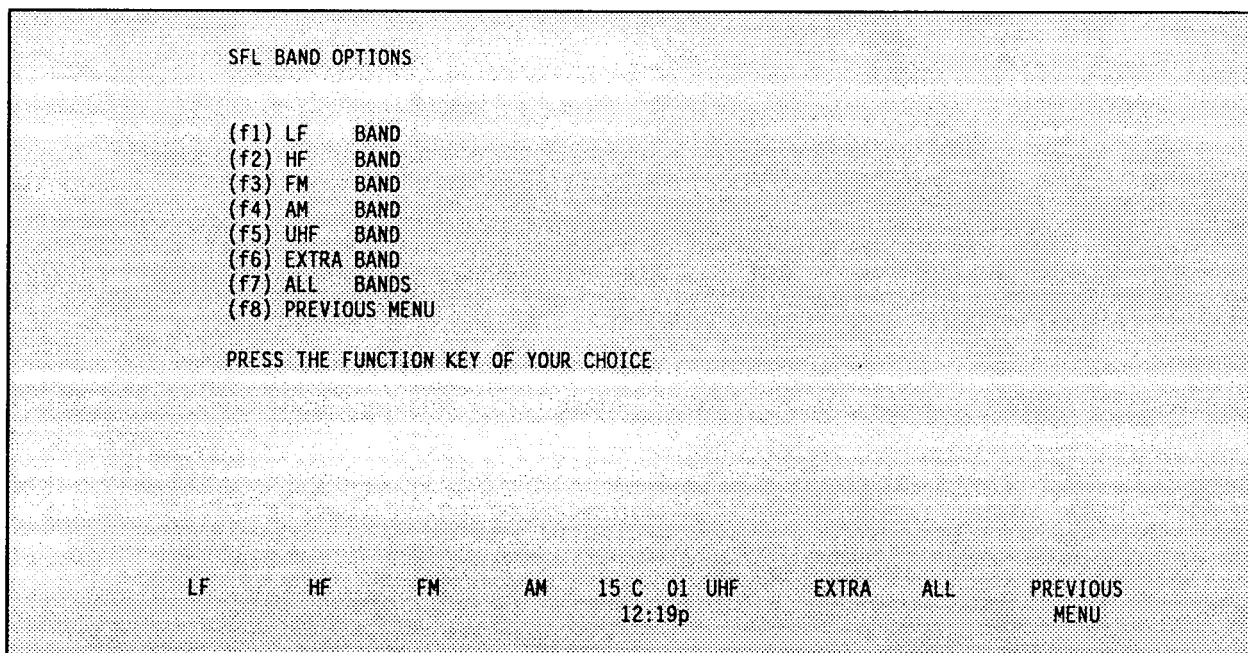 SFL BAND OPTIONS
(f1) LF BAND
(f2) HF BAND
(f3) FM BAND
(f4) AM BAND
(f5) UHF BAND
(f6) EXTRA BAND
(f7) ALL BANDS
(f8) PREVIOUS MENU
PRESS THE FUNCTION KEY OF YOUR CHOICE
LF HF FM AM 15 C 01 UHF EXTRA ALL PREVIOUS
12:19p MENU